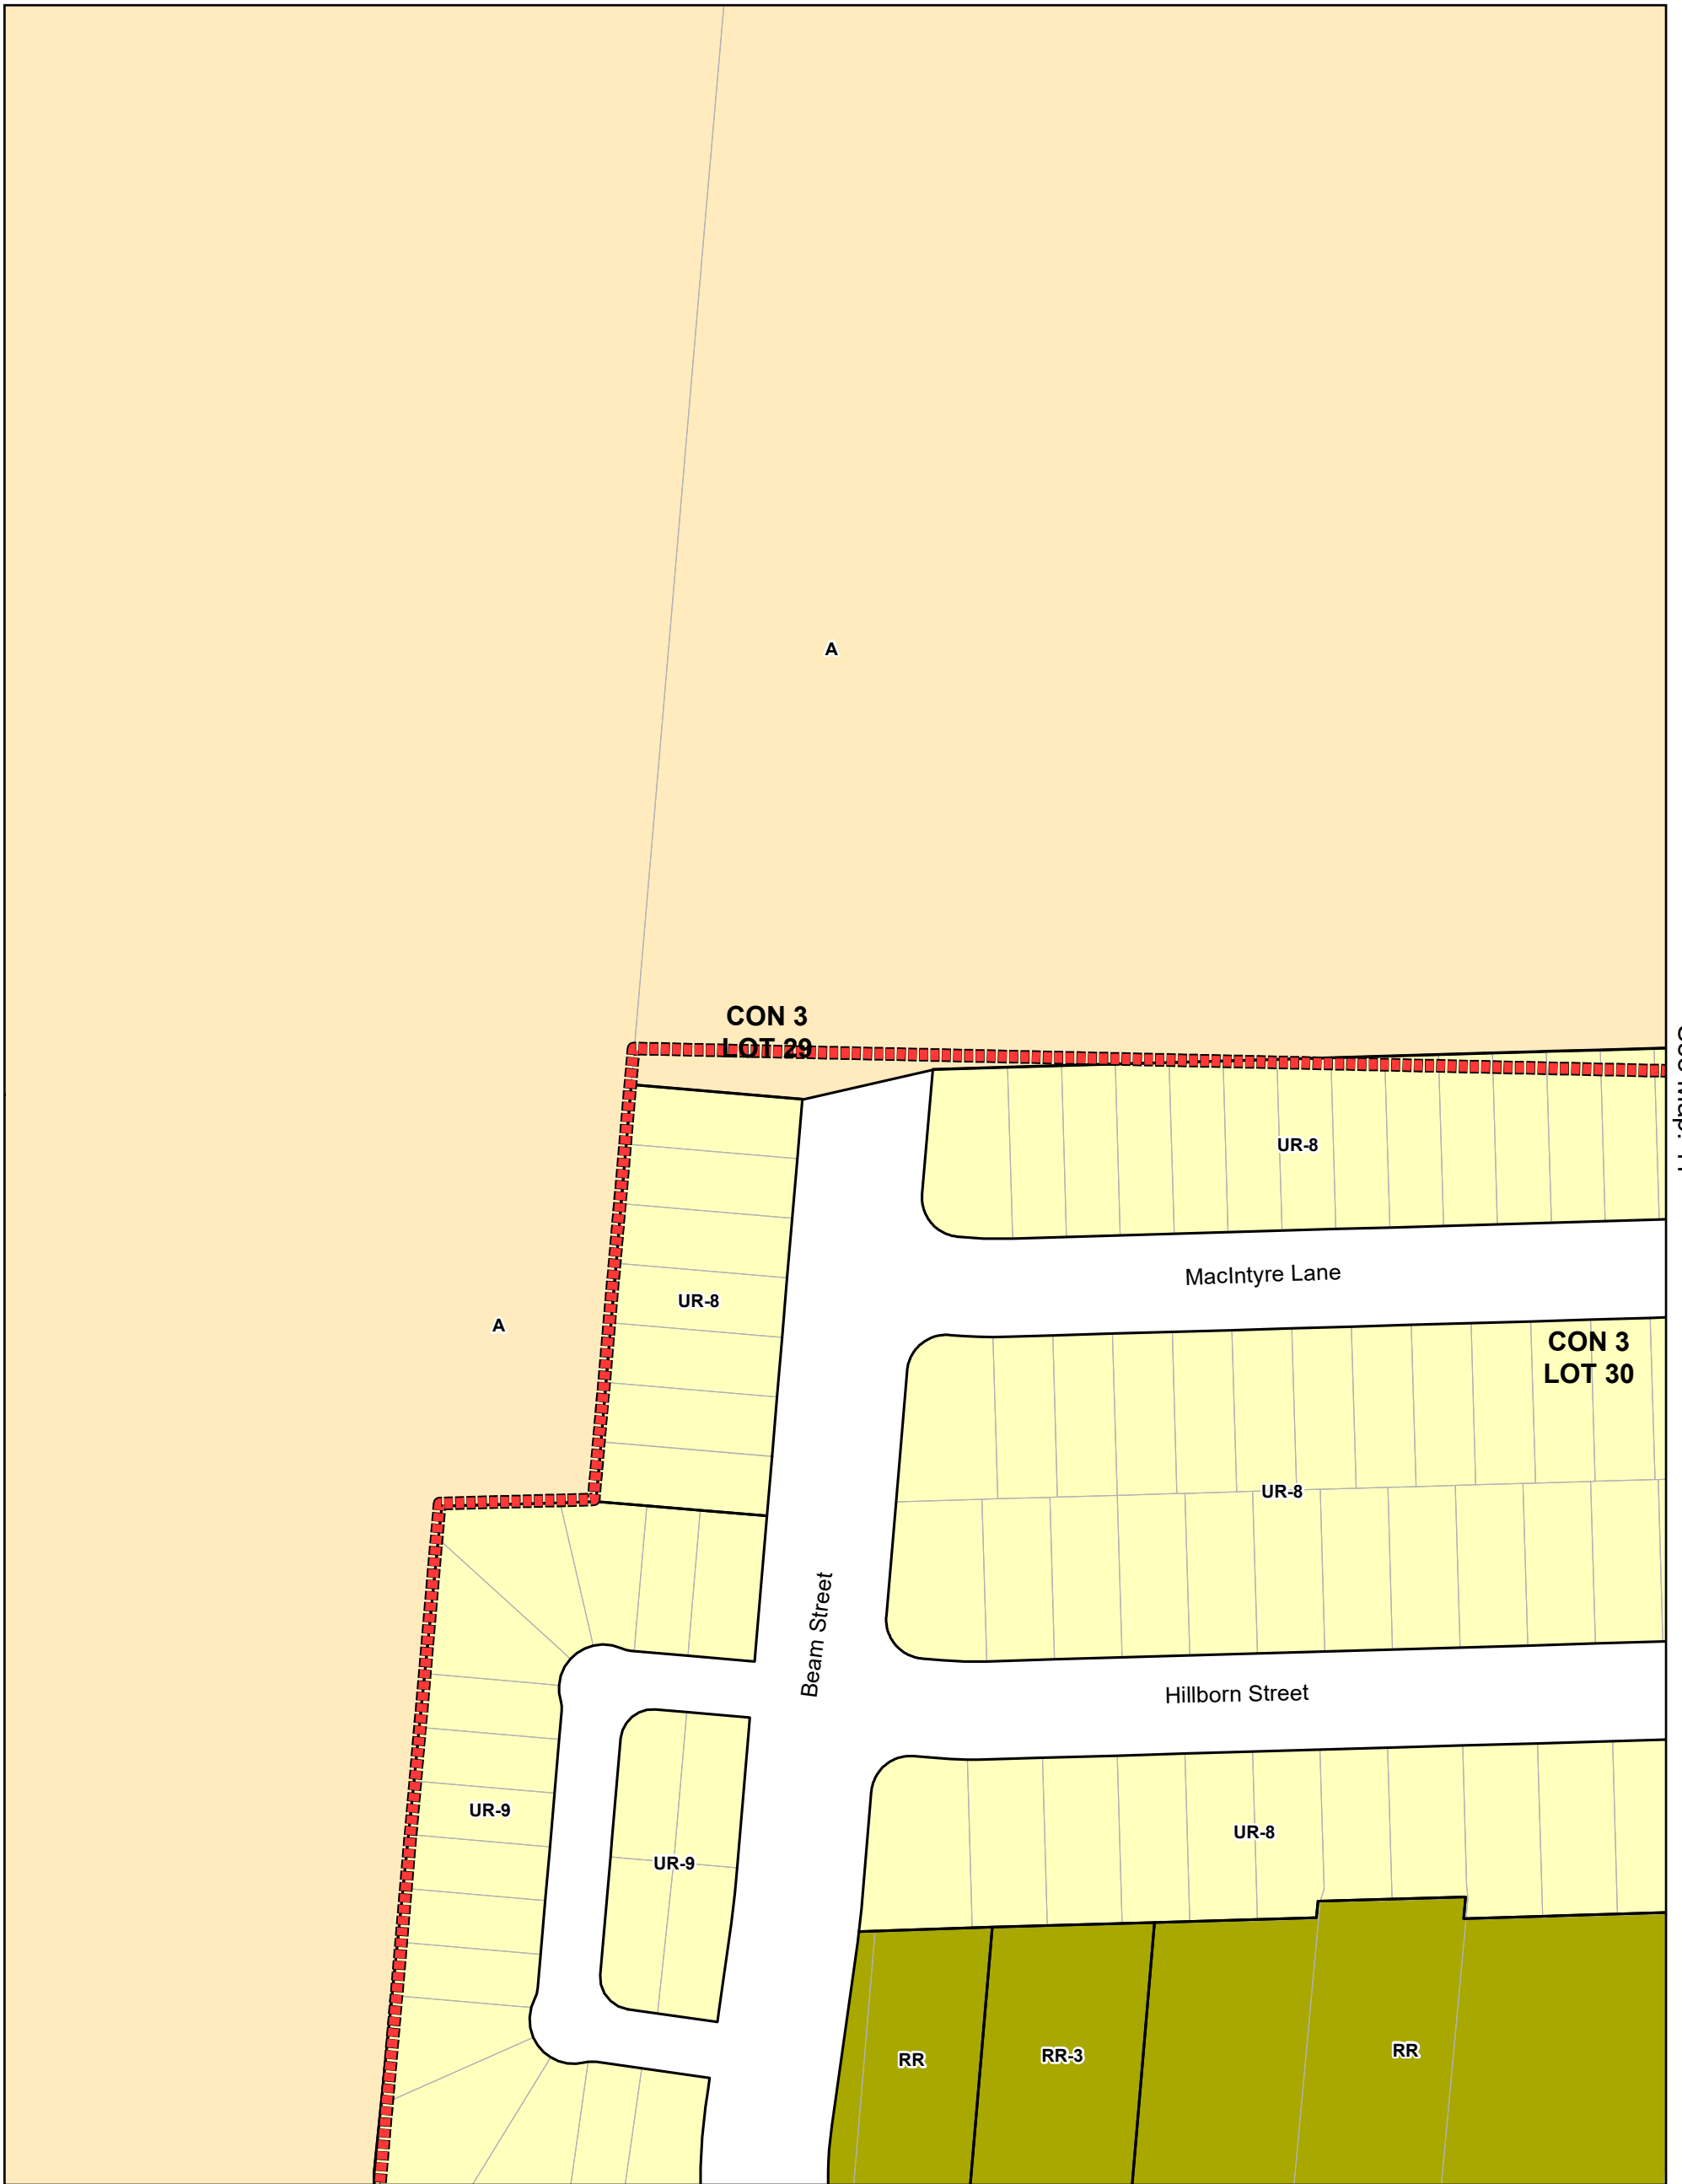 A
CON 3
LOT 29
UR-8
MacIntyre Lane
UR-8
A
CON 3
LOT 30
UR-8
Beam Street
Hillborn Street
UR-9
UR-8
UR-9
RR
RR-3
RR